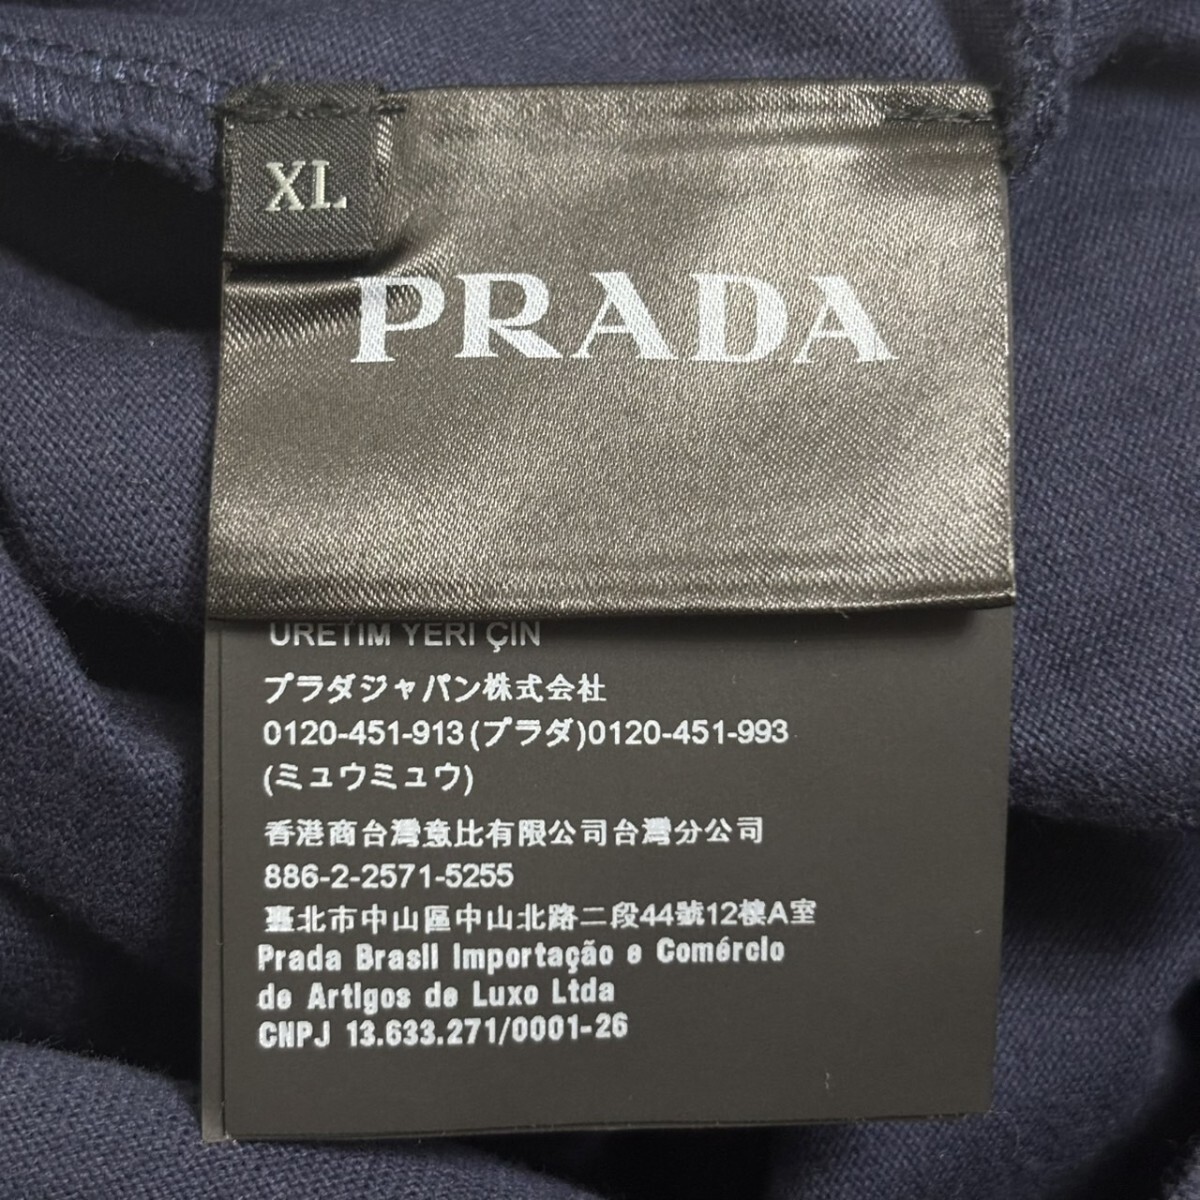 XL
PRADA
ÜRETİM YERİ ÇİN
プラダジャパン株式会社
0120-451-913 (プラダ)0120-451-993
(ミュウミュウ)
香港商台灣意比有限公司台灣分公司
886-2-2571-5255
臺北市中山區中山北路二段44號12樓A室
Prada Brasil Importação e Comércio
de Artigos de Luxo Ltda
CNPJ 13.633.271/0001-26